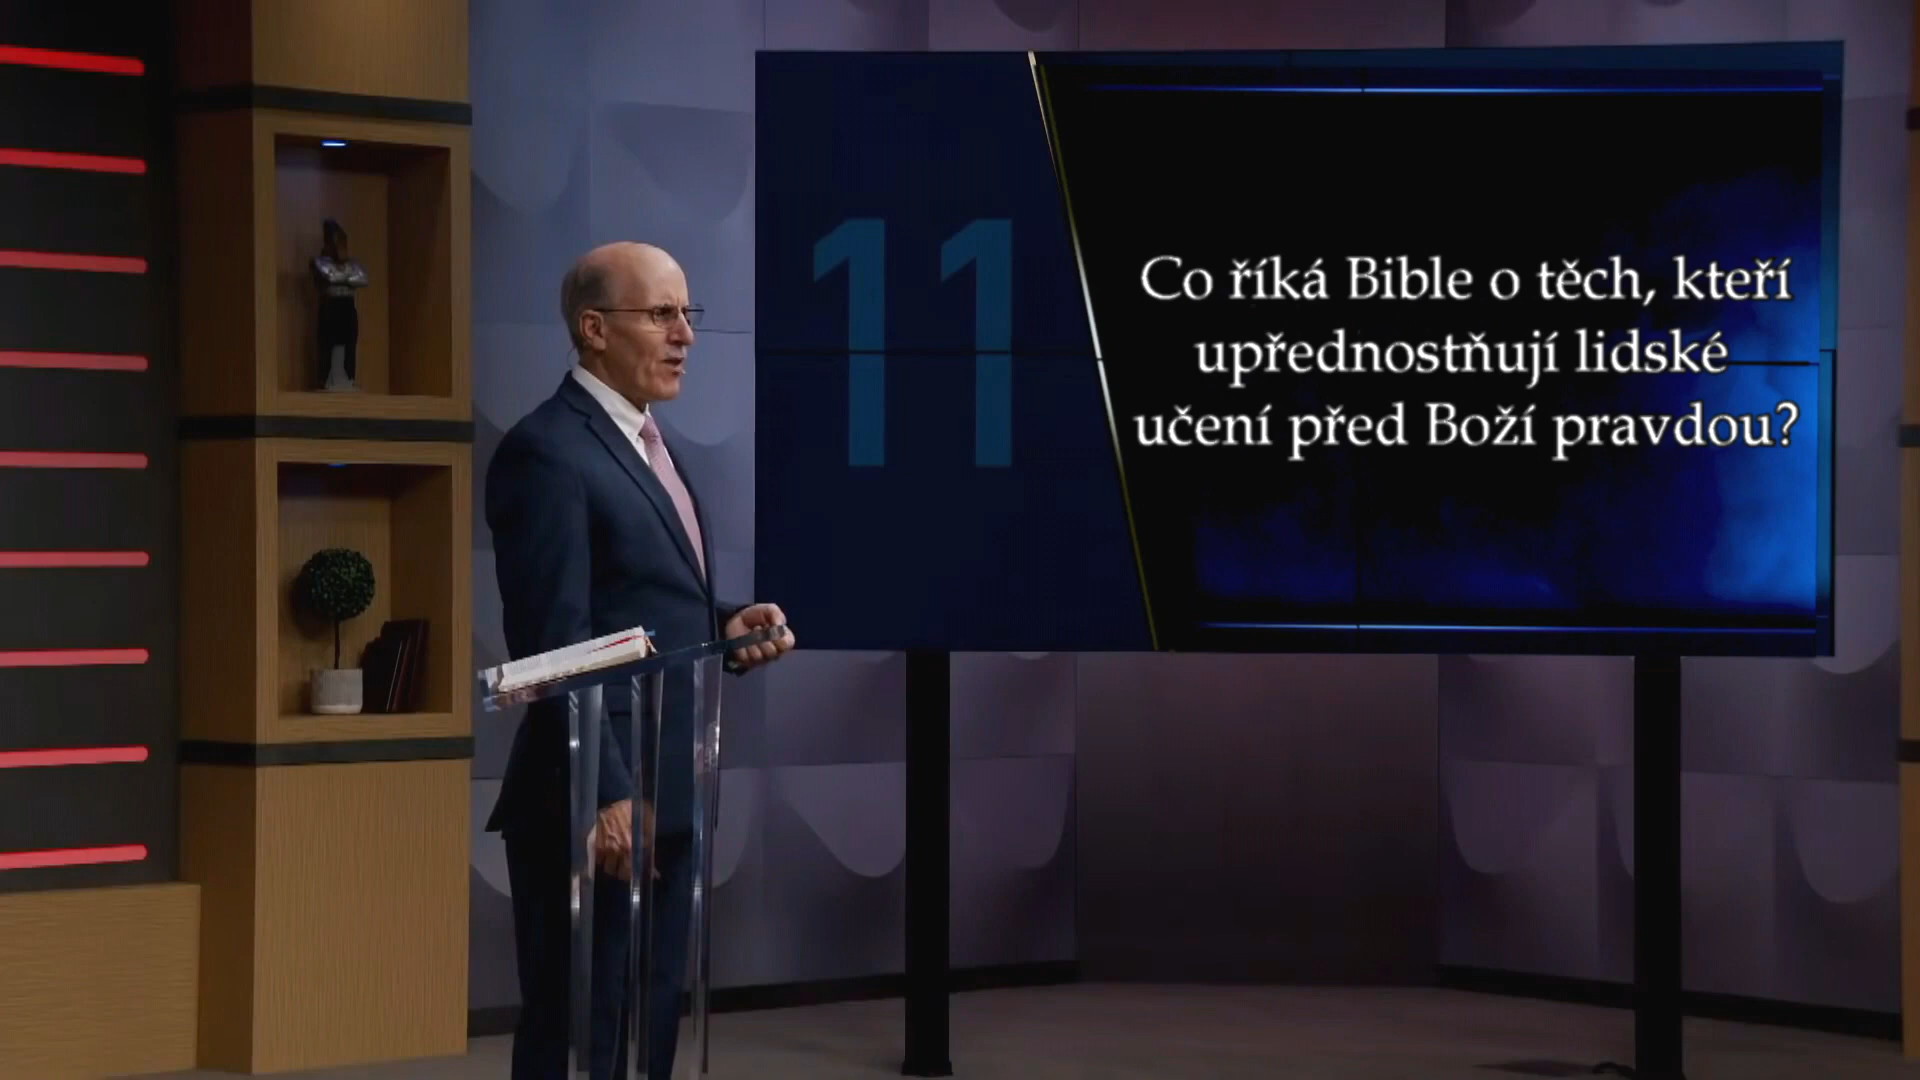 11
Co říká Bible o těch, kteří
upřednostňují lidské
učení před Boží pravdou?